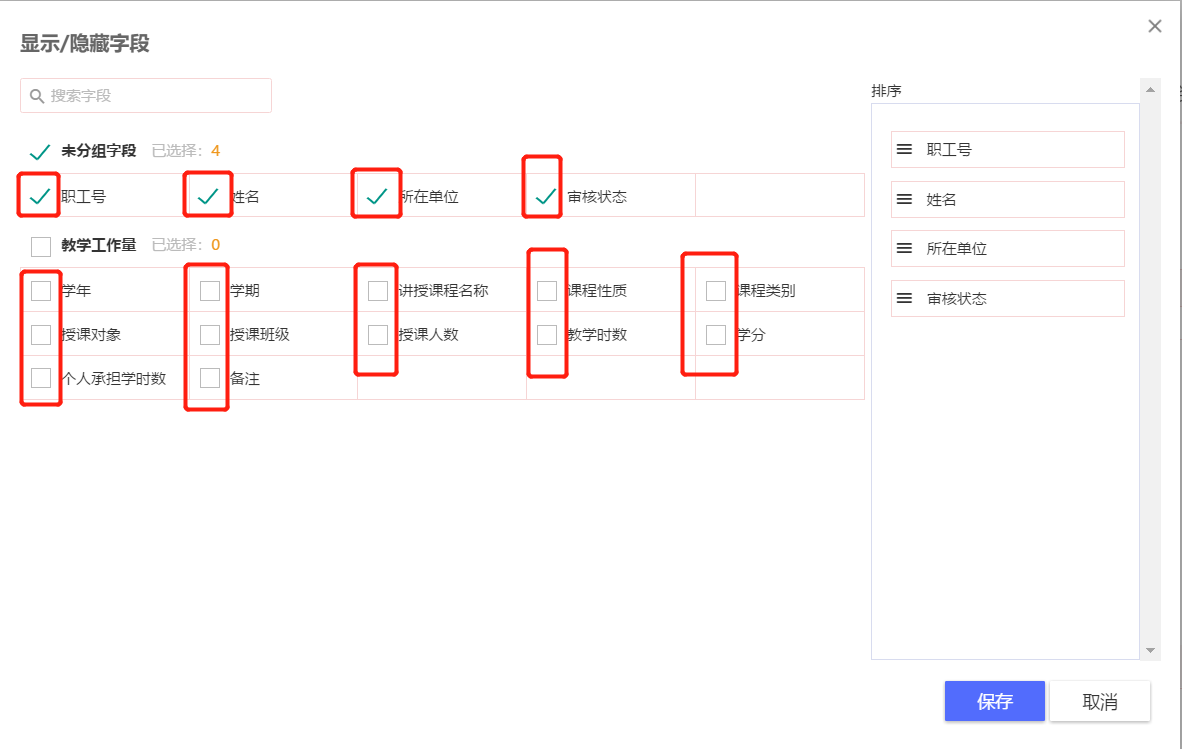 显示/隐藏字段
搜索字段
未分组字段 已选择: 4
职工号 姓名 所在单位 审核状态
教学工作量 已选择: 0
学年 学期 讲授课程名称 课程性质 课程类别
授课对象 授课班级 授课人数 教学时数 学分
个人承担学时数 备注
排序
职工号
姓名
所在单位
审核状态
保存 取消